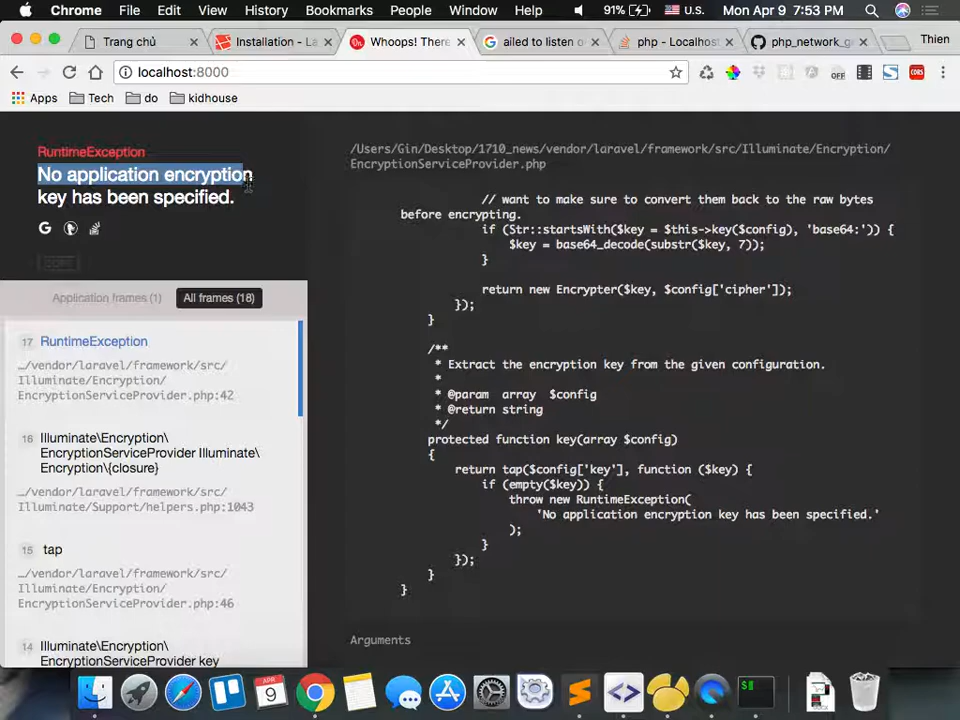 Chrome File Edit View History Bookmarks People Window Help 91% U.S. Mon Apr 9 7:53 PM
Trang chủ Installation - La Whoops! There ailed to listen o php - Localhos php_network_g Thien
localhost:8000
OFF CORS
Apps Tech do kidhouse
RuntimeException
No application encryption
key has been specified.
COPY
Application frames (1) All frames (18)
17 RuntimeException
…/vendor/laravel/framework/src/
Illuminate/Encryption/
EncryptionServiceProvider.php:42
16 Illuminate\Encryption\
EncryptionServiceProvider Illuminate\
Encryption\{closure}
…/vendor/laravel/framework/src/
Illuminate/Support/helpers.php:1043
15 tap
…/vendor/laravel/framework/src/
Illuminate/Encryption/
EncryptionServiceProvider.php:46
14 Illuminate\Encryption\
EncryptionServiceProvider key
/Users/Gin/Desktop/1710_news/vendor/laravel/framework/src/Illuminate/Encryption/
EncryptionServiceProvider.php
// want to make sure to convert them back to the raw bytes
before encrypting.
if (Str::startsWith($key = $this->key($config), 'base64:')) {
$key = base64_decode(substr($key, 7));
}
return new Encrypter($key, $config['cipher']);
});
}
/**
* Extract the encryption key from the given configuration.
*
* @param array $config
* @return string
*/
protected function key(array $config)
{
return tap($config['key'], function ($key) {
if (empty($key)) {
throw new RuntimeException(
'No application encryption key has been specified.'
);
}
});
}
}
Arguments
APR
9